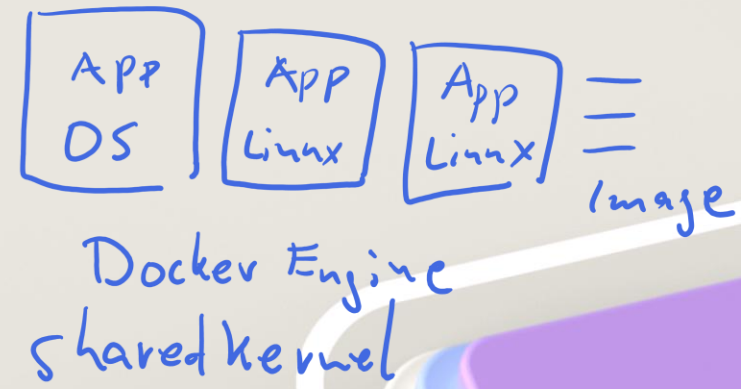 App
OS
App
Linux
App
Linux
Image
Docker Engine
shared kernel